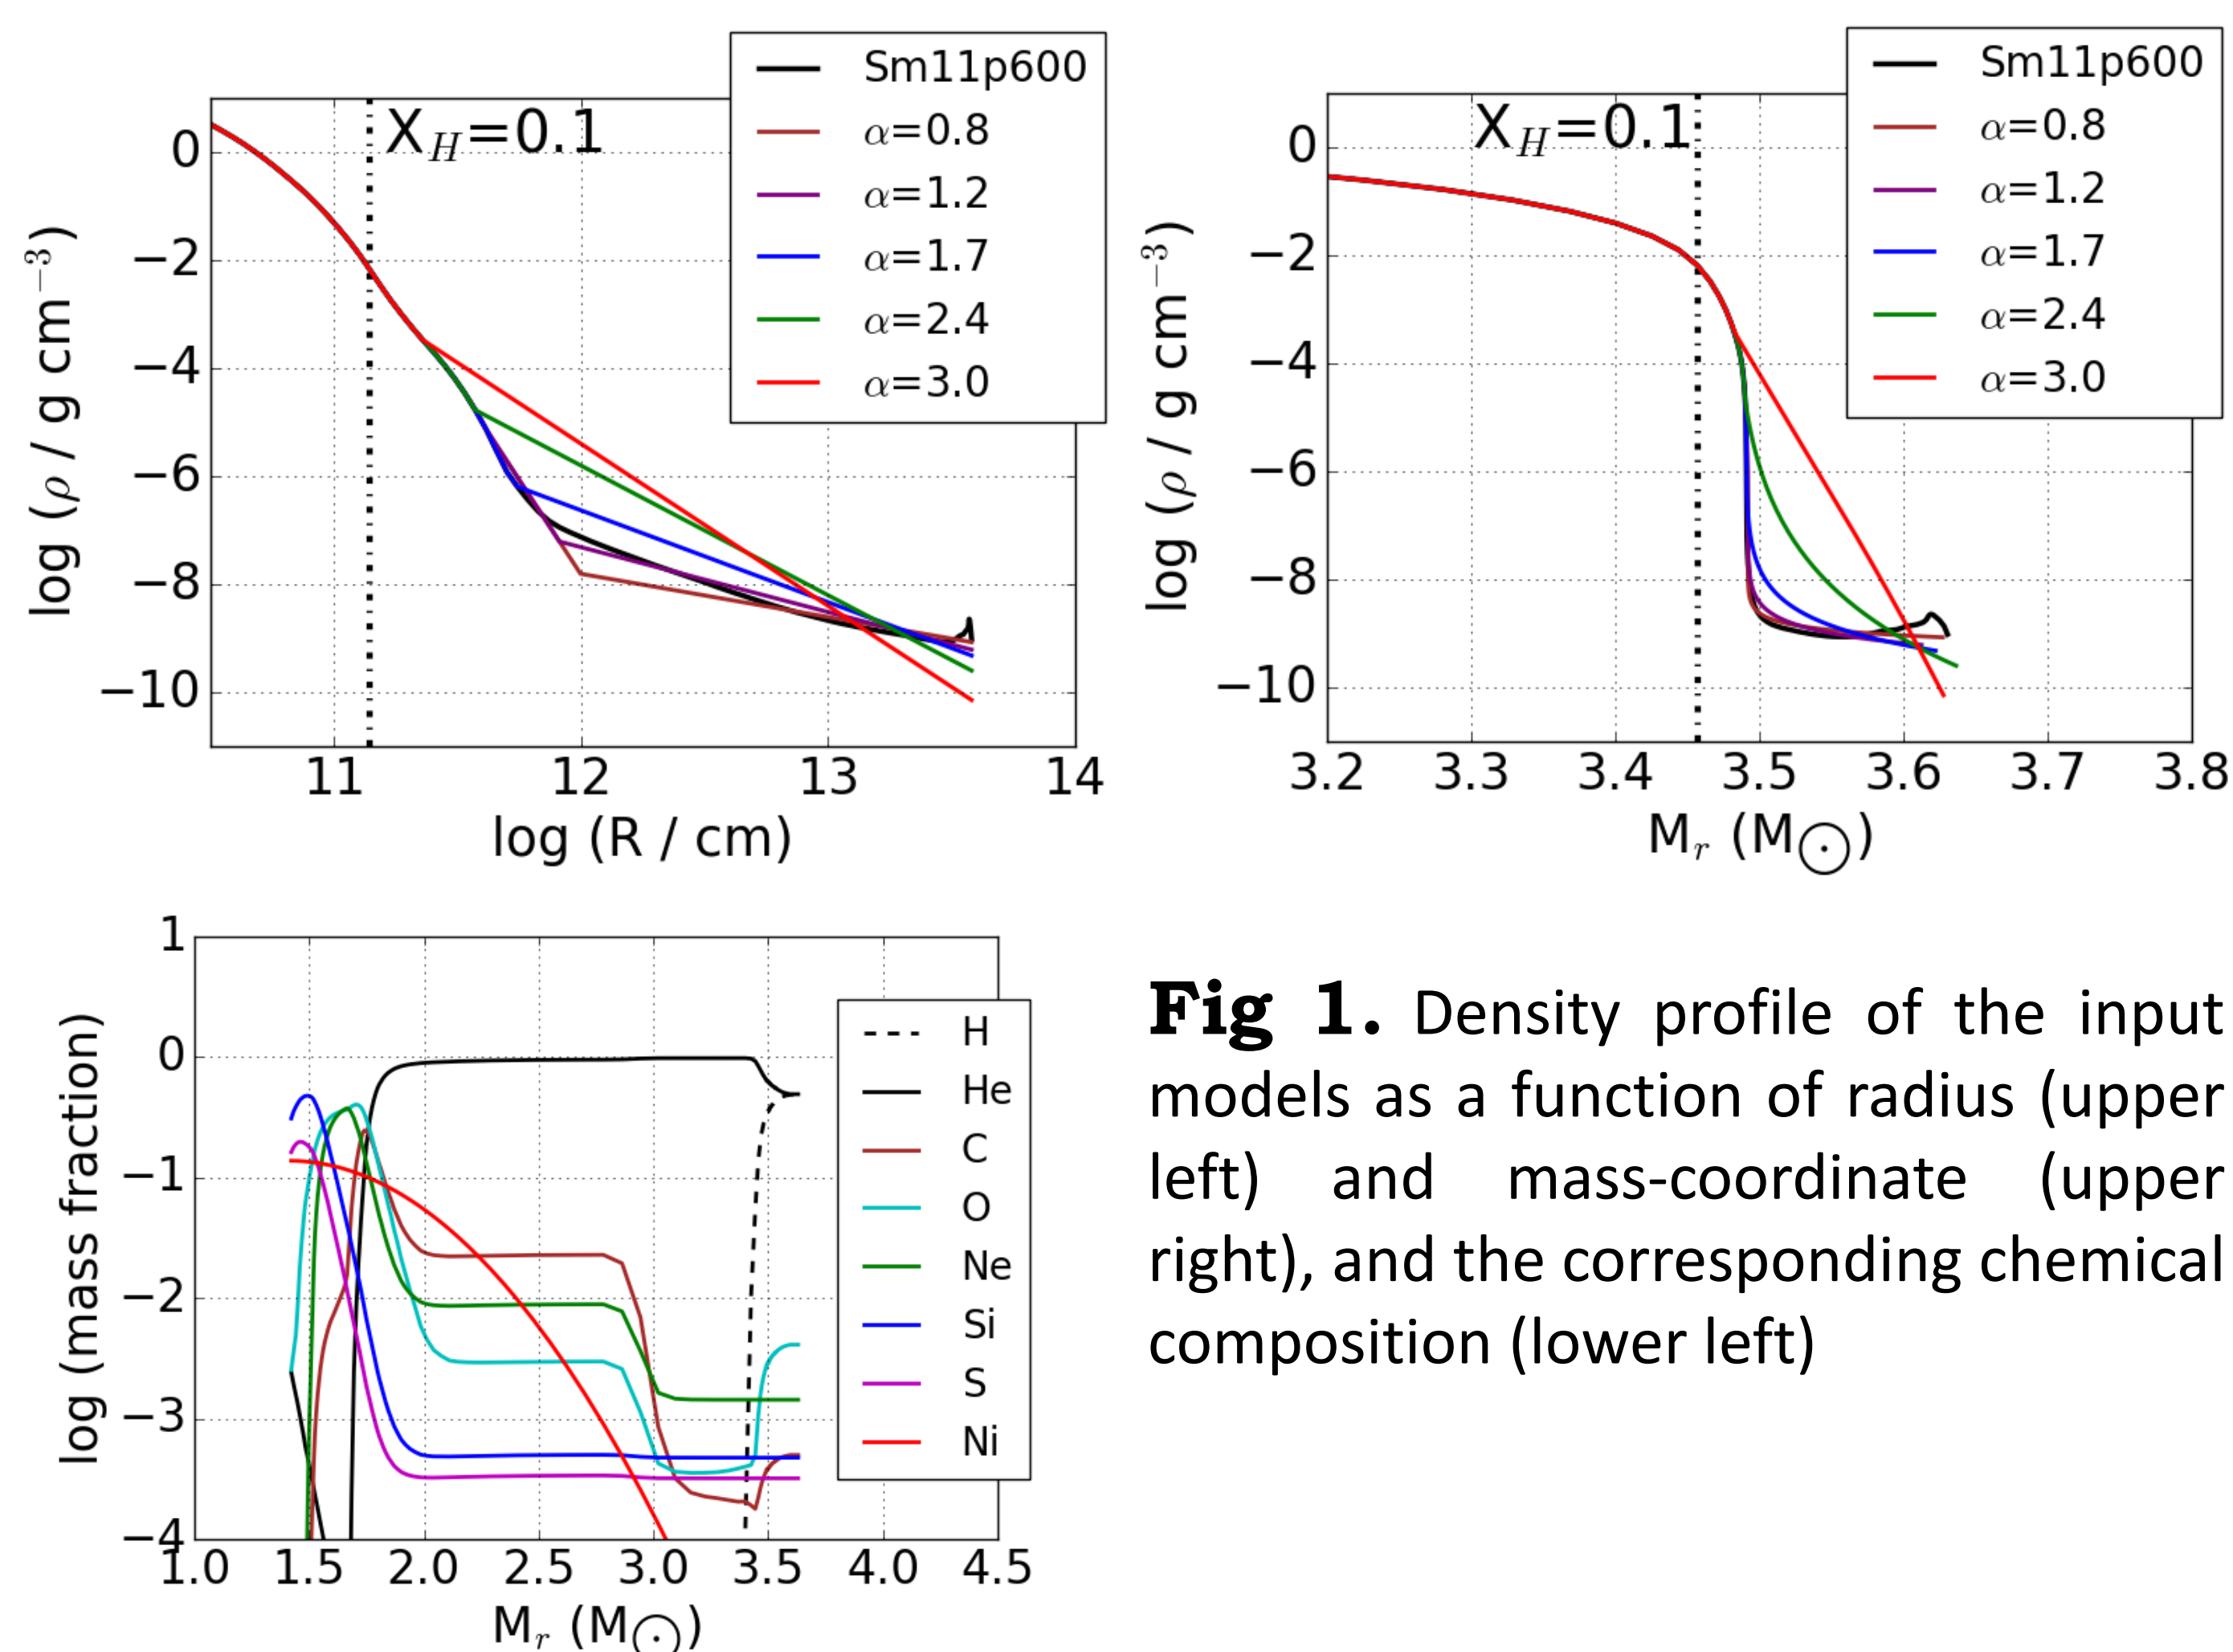 Sm11p600
α=0.8
α=1.2
α=1.7
α=2.4
α=3.0
X_H=0.1
0
−2
−4
−6
−8
−10
log (ρ / g cm⁻³)
11 12 13 14
log (R / cm)
Sm11p600
α=0.8
α=1.2
α=1.7
α=2.4
α=3.0
X_H=0.1
0
−2
−4
−6
−8
−10
log (ρ / g cm⁻³)
3.2 3.3 3.4 3.5 3.6 3.7 3.8
M_r (M_⊙)
1
0
−1
−2
−3
−4
log (mass fraction)
H
He
C
O
Ne
Si
S
Ni
1.0 1.5 2.0 2.5 3.0 3.5 4.0 4.5
M_r (M_⊙)
Fig 1. Density profile of the input
models as a function of radius (upper
left) and mass-coordinate (upper
right), and the corresponding chemical
composition (lower left)